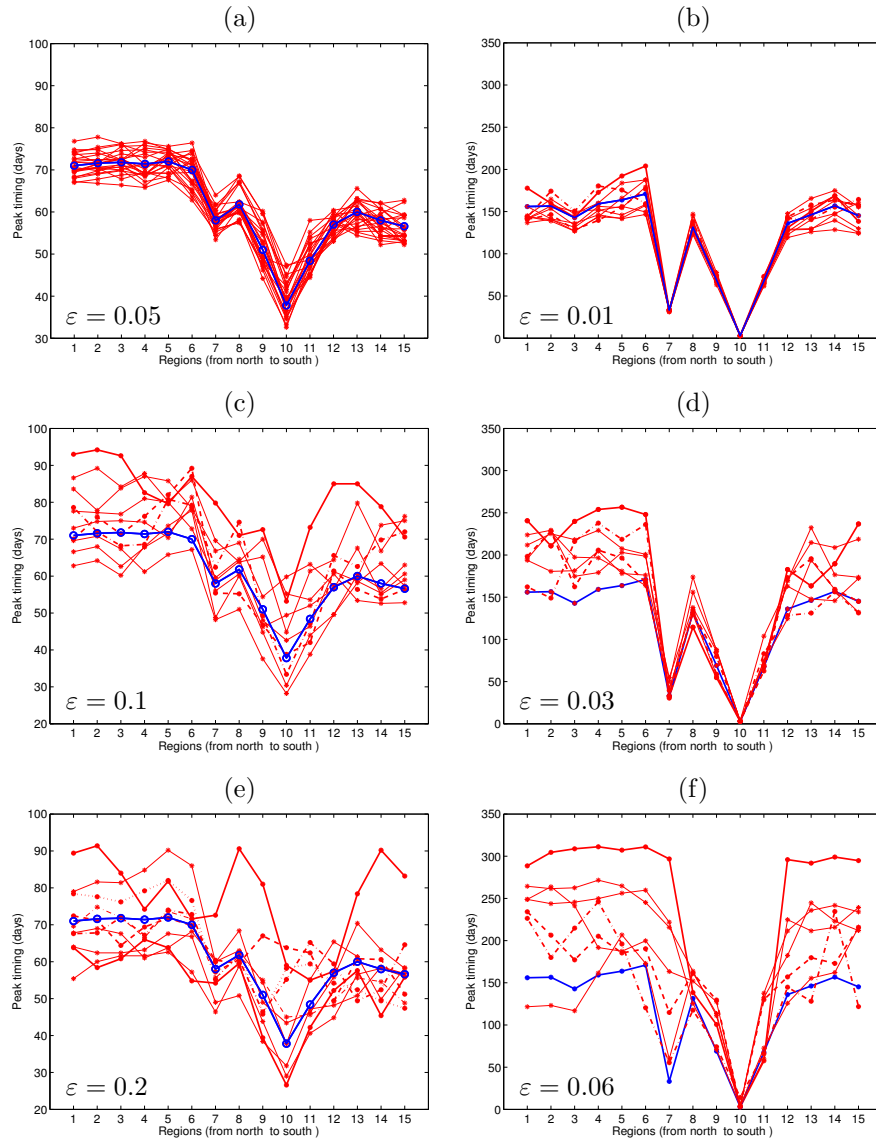 (a)
100
90
80
70
60
50
40
30
Peak timing (days)
ε = 0.05
1 2 3 4 5 6 7 8 9 10 11 12 13 14 15
Regions (from north to south )
(b)
350
300
250
200
150
100
50
0
Peak timing (days)
ε = 0.01
1 2 3 4 5 6 7 8 9 10 11 12 13 14 15
Regions (from north to south )
(c)
100
90
80
70
60
50
40
30
20
Peak timing (days)
ε = 0.1
1 2 3 4 5 6 7 8 9 10 11 12 13 14 15
Regions (from north to south )
(d)
350
300
250
200
150
100
50
0
Peak timing (days)
ε = 0.03
1 2 3 4 5 6 7 8 9 10 11 12 13 14 15
Regions (from north to south )
(e)
100
90
80
70
60
50
40
30
20
Peak timing (days)
ε = 0.2
1 2 3 4 5 6 7 8 9 10 11 12 13 14 15
Regions (from north to south )
(f)
350
300
250
200
150
100
50
0
Peak timing (days)
ε = 0.06
1 2 3 4 5 6 7 8 9 10 11 12 13 14 15
Regions (from north to south )